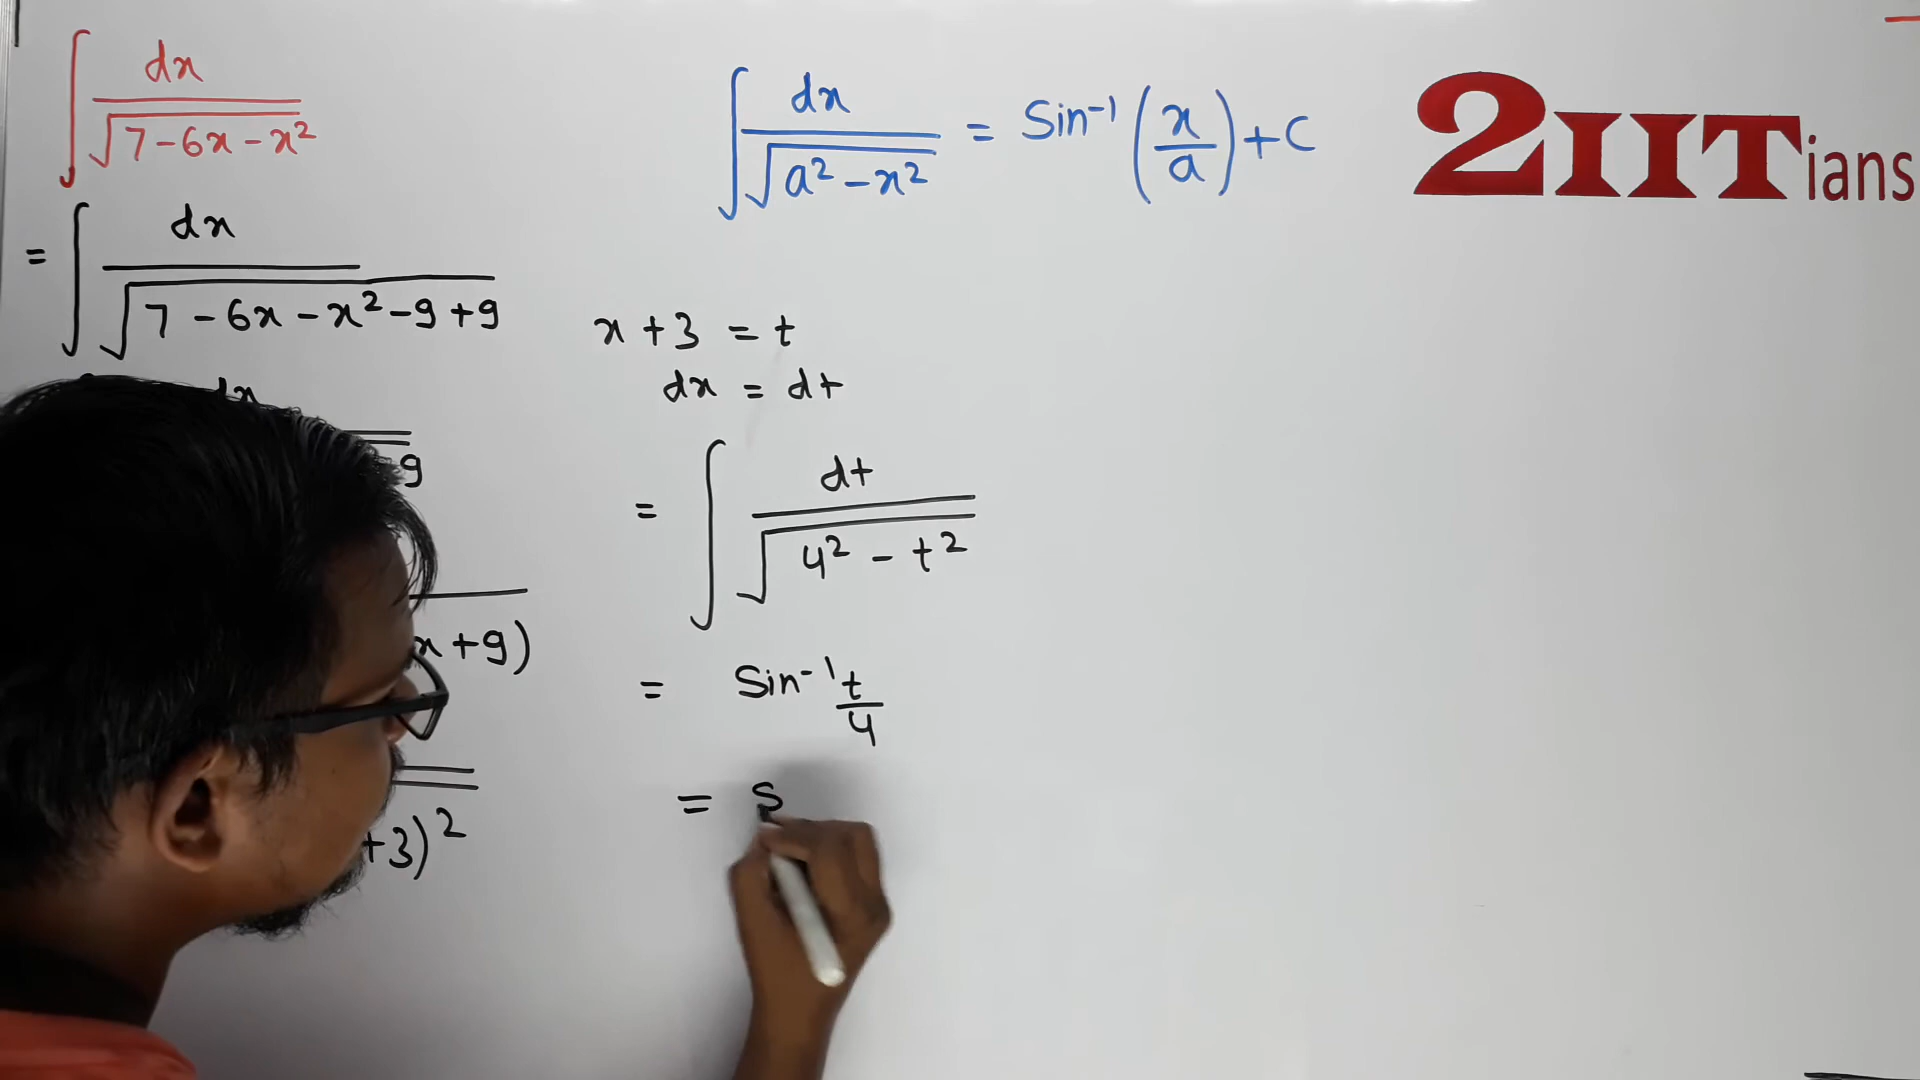 ∫ dx / √(7-6x-x²)
= ∫ dx / √(7-6x-x²-9+9)
dx
9
x+9)
+3)²
∫ dx / √(a²-x²) = Sin⁻¹(x/a)+C
x+3 = t
dx = dt
= ∫ dt / √(4²-t²)
= Sin⁻¹ t/4
= S
2IITians